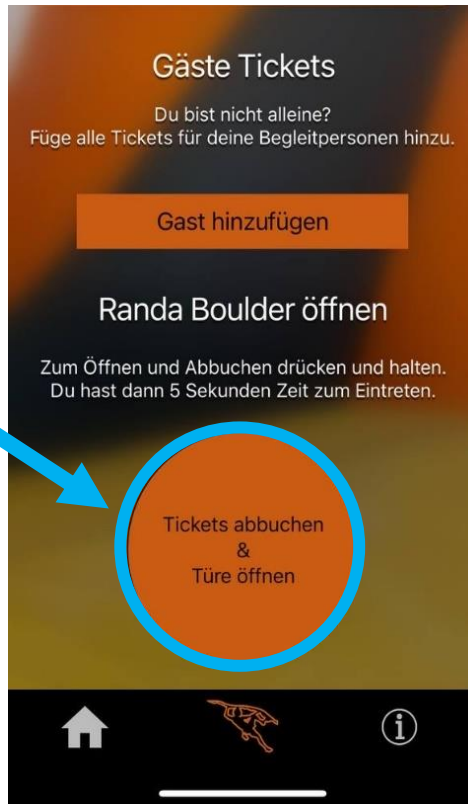 Gäste Tickets
Du bist nicht alleine?
Füge alle Tickets für deine Begleitpersonen hinzu.
Gast hinzufügen
Randa Boulder öffnen
Zum Öffnen und Abbuchen drücken und halten.
Du hast dann 5 Sekunden Zeit zum Eintreten.
Tickets abbuchen
&
Türe öffnen